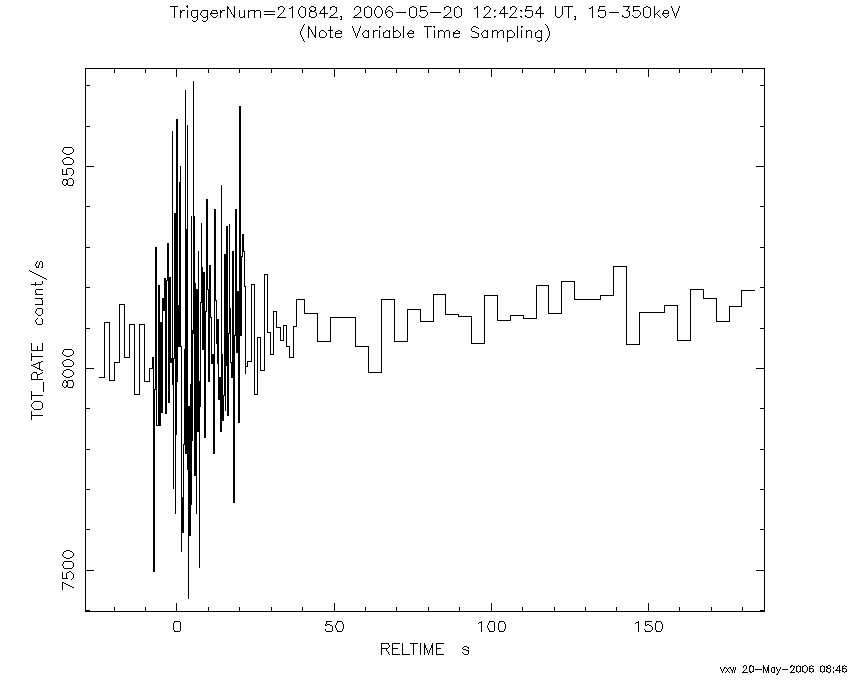 TriggerNum=210842, 2006-05-20 12:42:54 UT, 15-350keV
(Note Variable Time Sampling)
TOT_RATE count/s
8500
8000
7500
0 50 100 150
RELTIME s
vxw 20-May-2006 08:46